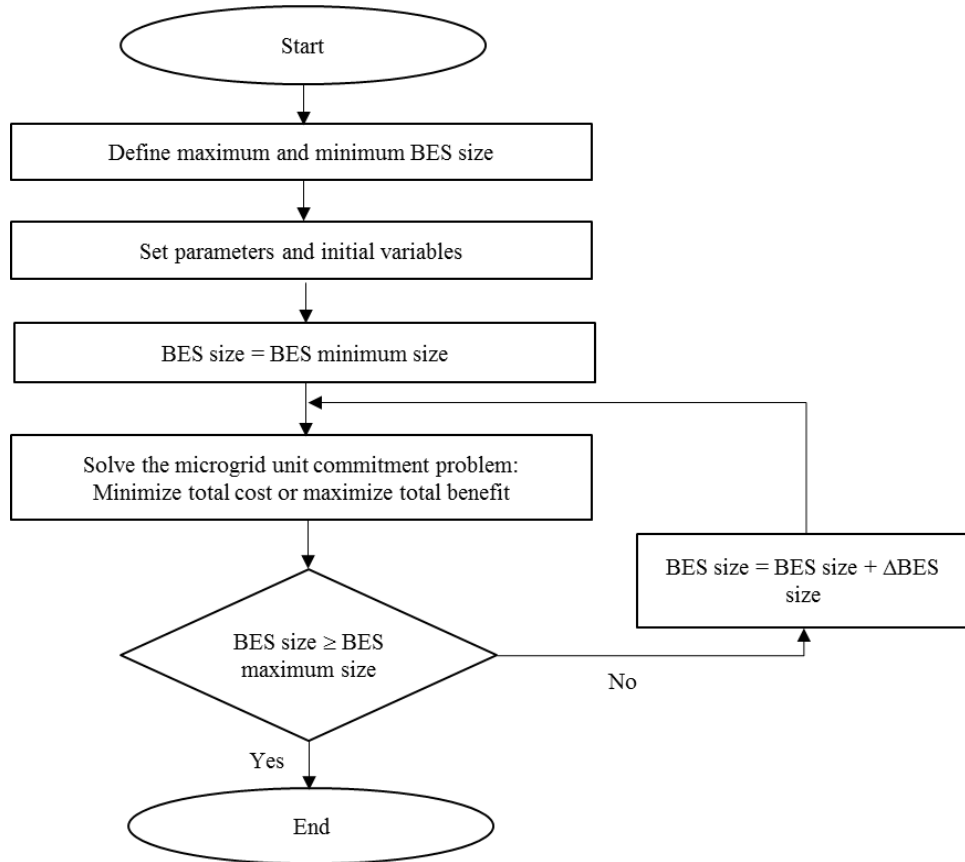 Start
Define maximum and minimum BES size
Set parameters and initial variables
BES size = BES minimum size
Solve the microgrid unit commitment problem:
Minimize total cost or maximize total benefit
BES size = BES size + ΔBES
size
BES size ≥ BES
maximum size
No
Yes
End